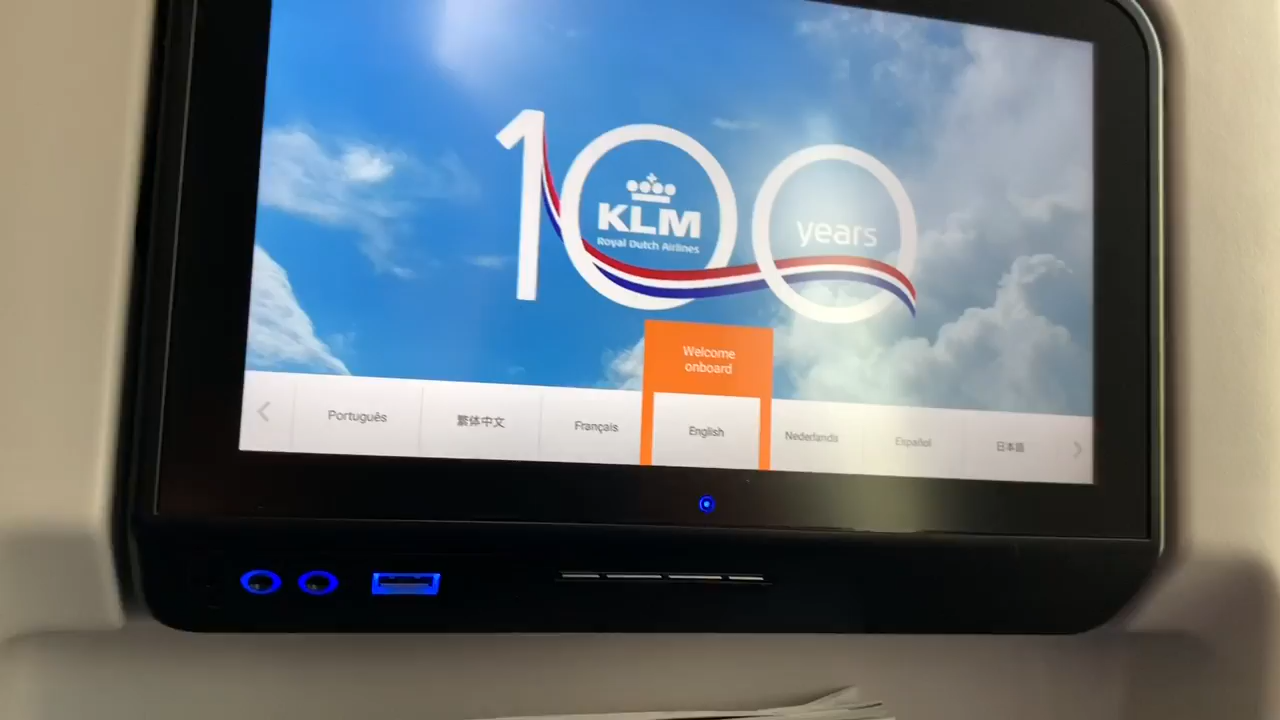 100
KLM
Royal Dutch Airlines
years
Welcome
onboard
Português
繁体中文
Français
English
Nederlands
Español
日本語